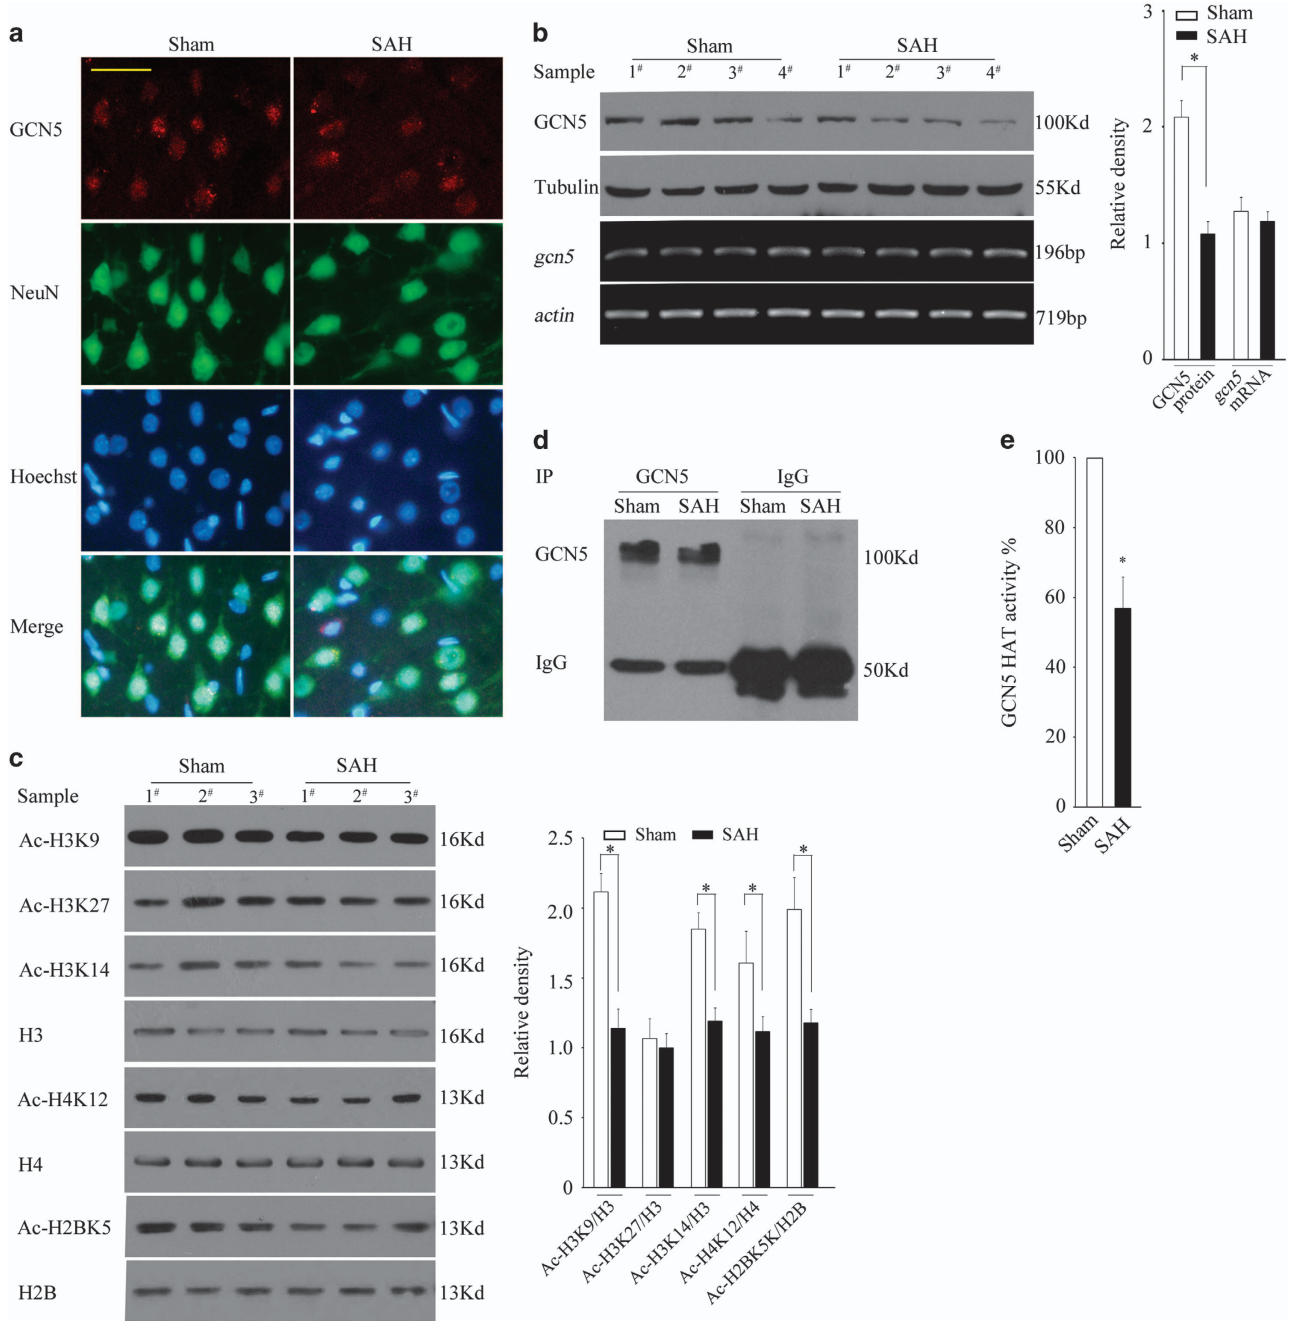 a
Sham SAH
GCN5
NeuN
Hoechst
Merge
b
Sham SAH
Sample 1# 2# 3# 4# 1# 2# 3# 4#
GCN5 100Kd
Tubulin 55Kd
gcn5 196bp
actin 719bp
Sham
SAH
Relative density
3
2
1
0
*
GCN5 protein
gcn5 mRNA
c
Sham SAH
Sample 1# 2# 3# 1# 2# 3#
Ac-H3K9 16Kd
Ac-H3K27 16Kd
Ac-H3K14 16Kd
H3 16Kd
Ac-H4K12 13Kd
H4 13Kd
Ac-H2BK5 13Kd
H2B 13Kd
Sham SAH
Relative density
2.5
2.0
1.5
1.0
0.5
0
* * * *
Ac-H3K9/H3
Ac-H3K27/H3
Ac-H3K14/H3
Ac-H4K12/H4
Ac-H2BK5K/H2B
d
IP GCN5 IgG
Sham SAH Sham SAH
GCN5 100Kd
IgG 50Kd
e
GCN5 HAT activity %
100
80
60
40
20
0
*
Sham
SAH